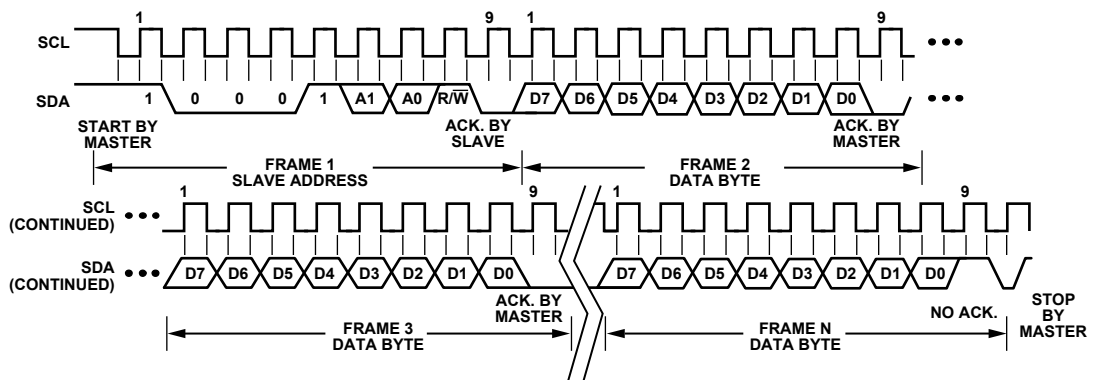 1 9 1 9
SCL
SDA 1 0 0 0 1 A1 A0 R/W̅ D7 D6 D5 D4 D3 D2 D1 D0
START BY MASTER
ACK. BY SLAVE
ACK. BY MASTER
FRAME 1
SLAVE ADDRESS
FRAME 2
DATA BYTE
1 9 1 9
SCL
(CONTINUED)
SDA
(CONTINUED)
D7 D6 D5 D4 D3 D2 D1 D0 D7 D6 D5 D4 D3 D2 D1 D0
ACK. BY
MASTER
NO ACK.
STOP
BY
MASTER
FRAME 3
DATA BYTE
FRAME N
DATA BYTE